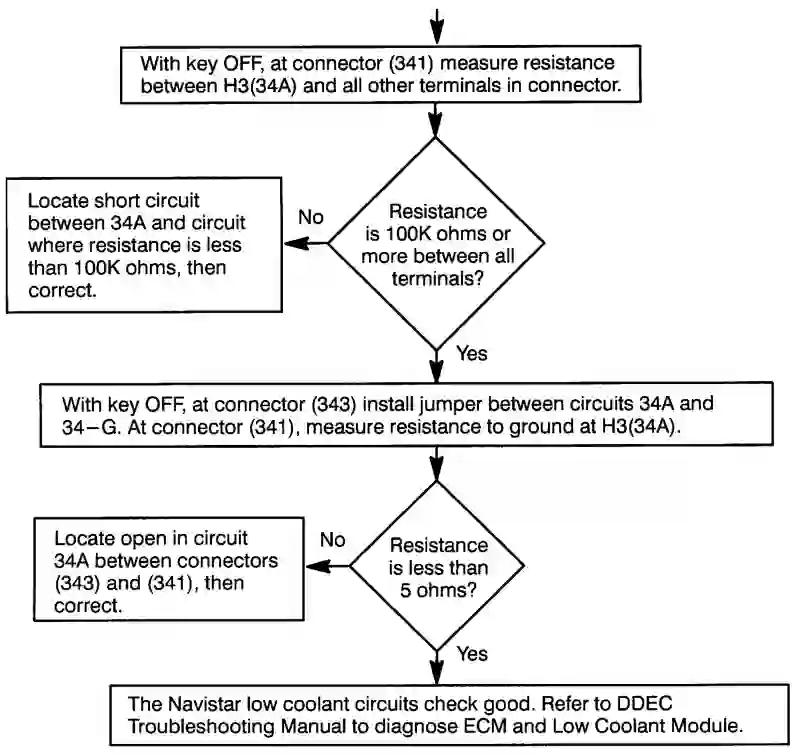 With key OFF, at connector (341) measure resistance
between H3(34A) and all other terminals in connector.
Locate short circuit
between 34A and circuit
where resistance is less
than 100K ohms, then
correct.
No
Resistance
is 100K ohms or
more between all
terminals?
Yes
With key OFF, at connector (343) install jumper between circuits 34A and
34−G. At connector (341), measure resistance to ground at H3(34A).
Locate open in circuit
34A between connectors
(343) and (341), then
correct.
No
Resistance
is less than
5 ohms?
Yes
The Navistar low coolant circuits check good. Refer to DDEC
Troubleshooting Manual to diagnose ECM and Low Coolant Module.